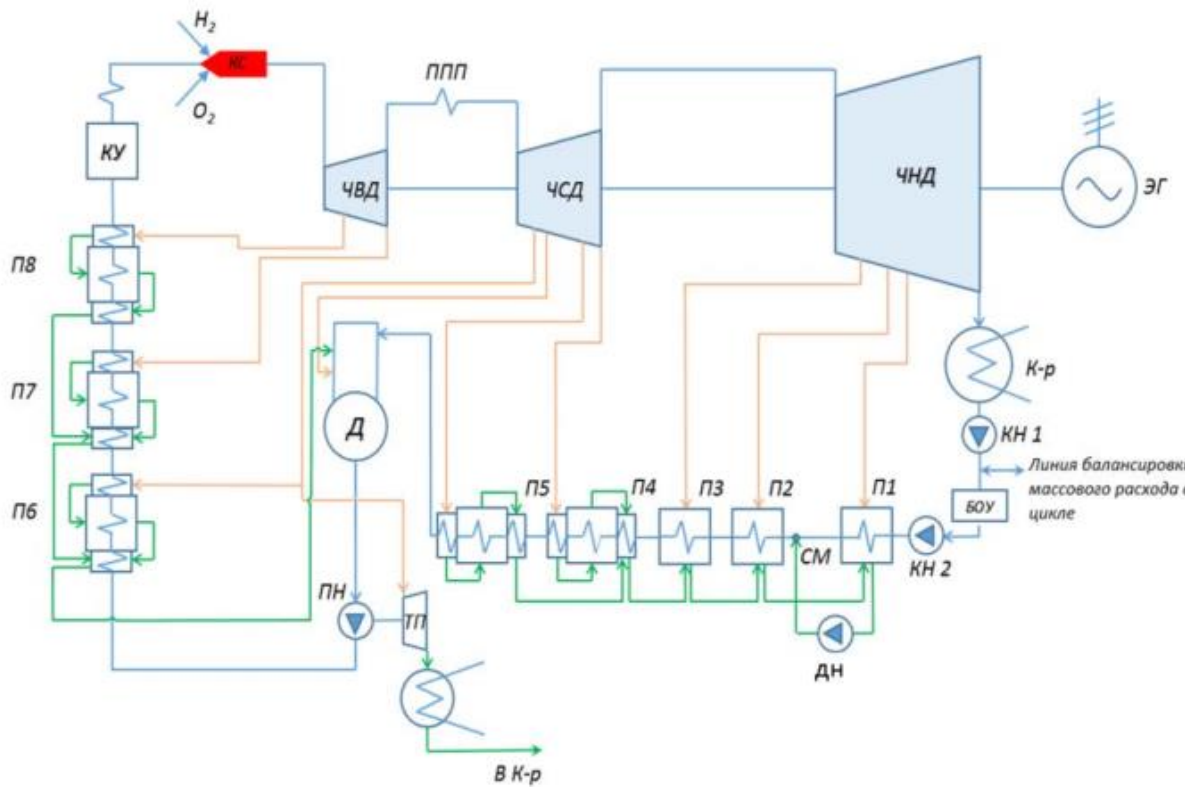 H2
КС
O2
ППП
КУ
ЧВД
ЧСД
ЧНД
ЭГ
П8
П7
К-р
Д
КН 1
Линия балансировки
массового расхода в
цикле
П6
П5
П4
П3
П2
П1
БОУ
СМ
КН 2
ПН
ТП
ДН
В К-р